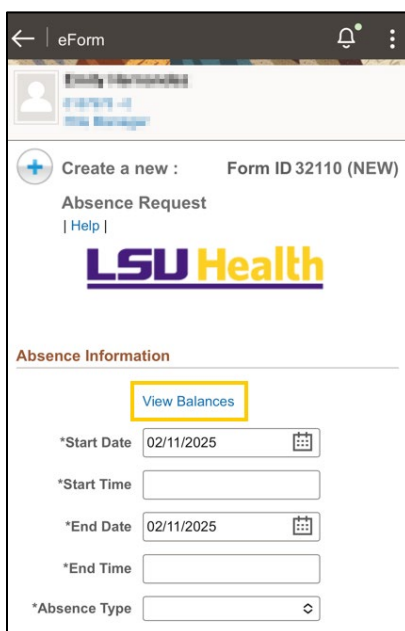 eForm
Create a new : Form ID 32110 (NEW)
Absence Request
| Help |
LSU Health
Absence Information
View Balances
*Start Date 02/11/2025
*Start Time
*End Date 02/11/2025
*End Time
*Absence Type